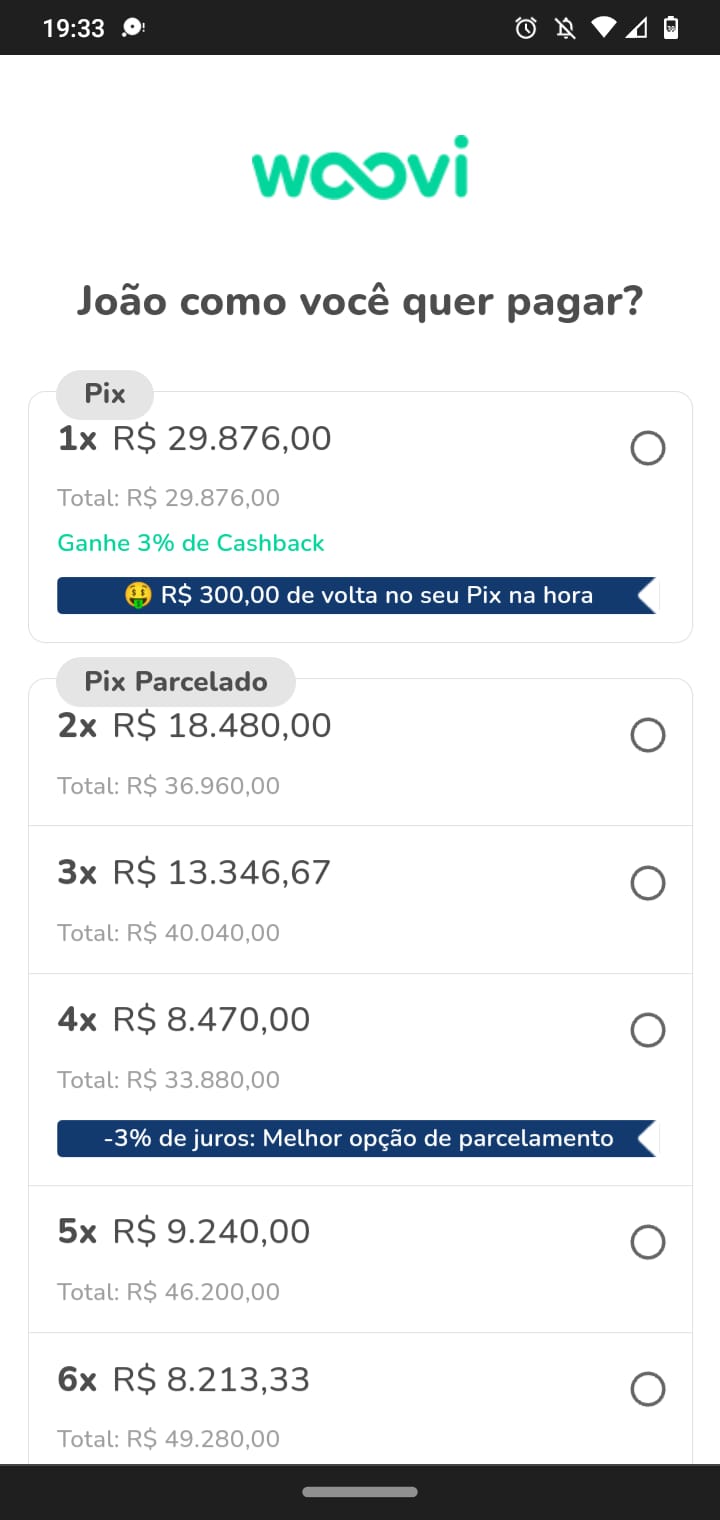 19:33
woovi
João como você quer pagar?
Pix
1x R$ 29.876,00
Total: R$ 29.876,00
Ganhe 3% de Cashback
🤑 R$ 300,00 de volta no seu Pix na hora
Pix Parcelado
2x R$ 18.480,00
Total: R$ 36.960,00
3x R$ 13.346,67
Total: R$ 40.040,00
4x R$ 8.470,00
Total: R$ 33.880,00
-3% de juros: Melhor opção de parcelamento
5x R$ 9.240,00
Total: R$ 46.200,00
6x R$ 8.213,33
Total: R$ 49.280,00